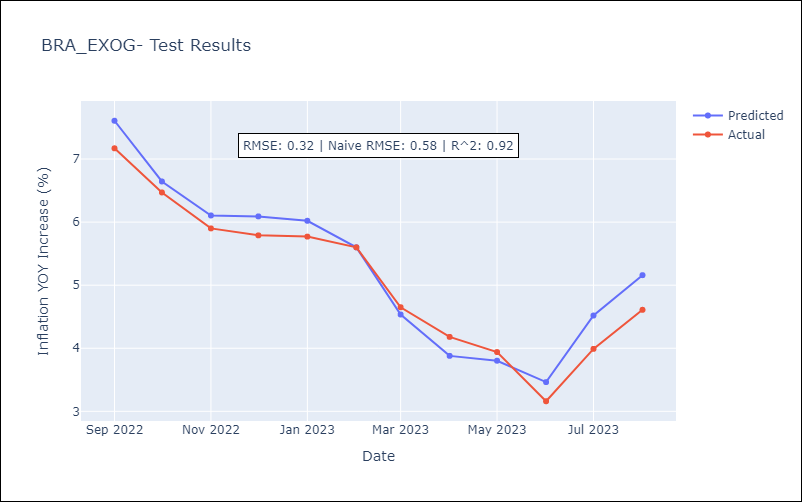 BRA_EXOG- Test Results
Predicted
Actual
RMSE: 0.32 | Naive RMSE: 0.58 | R^2: 0.92
Inflation YOY Increase (%)
7
6
5
4
3
Sep 2022
Nov 2022
Jan 2023
Mar 2023
May 2023
Jul 2023
Date